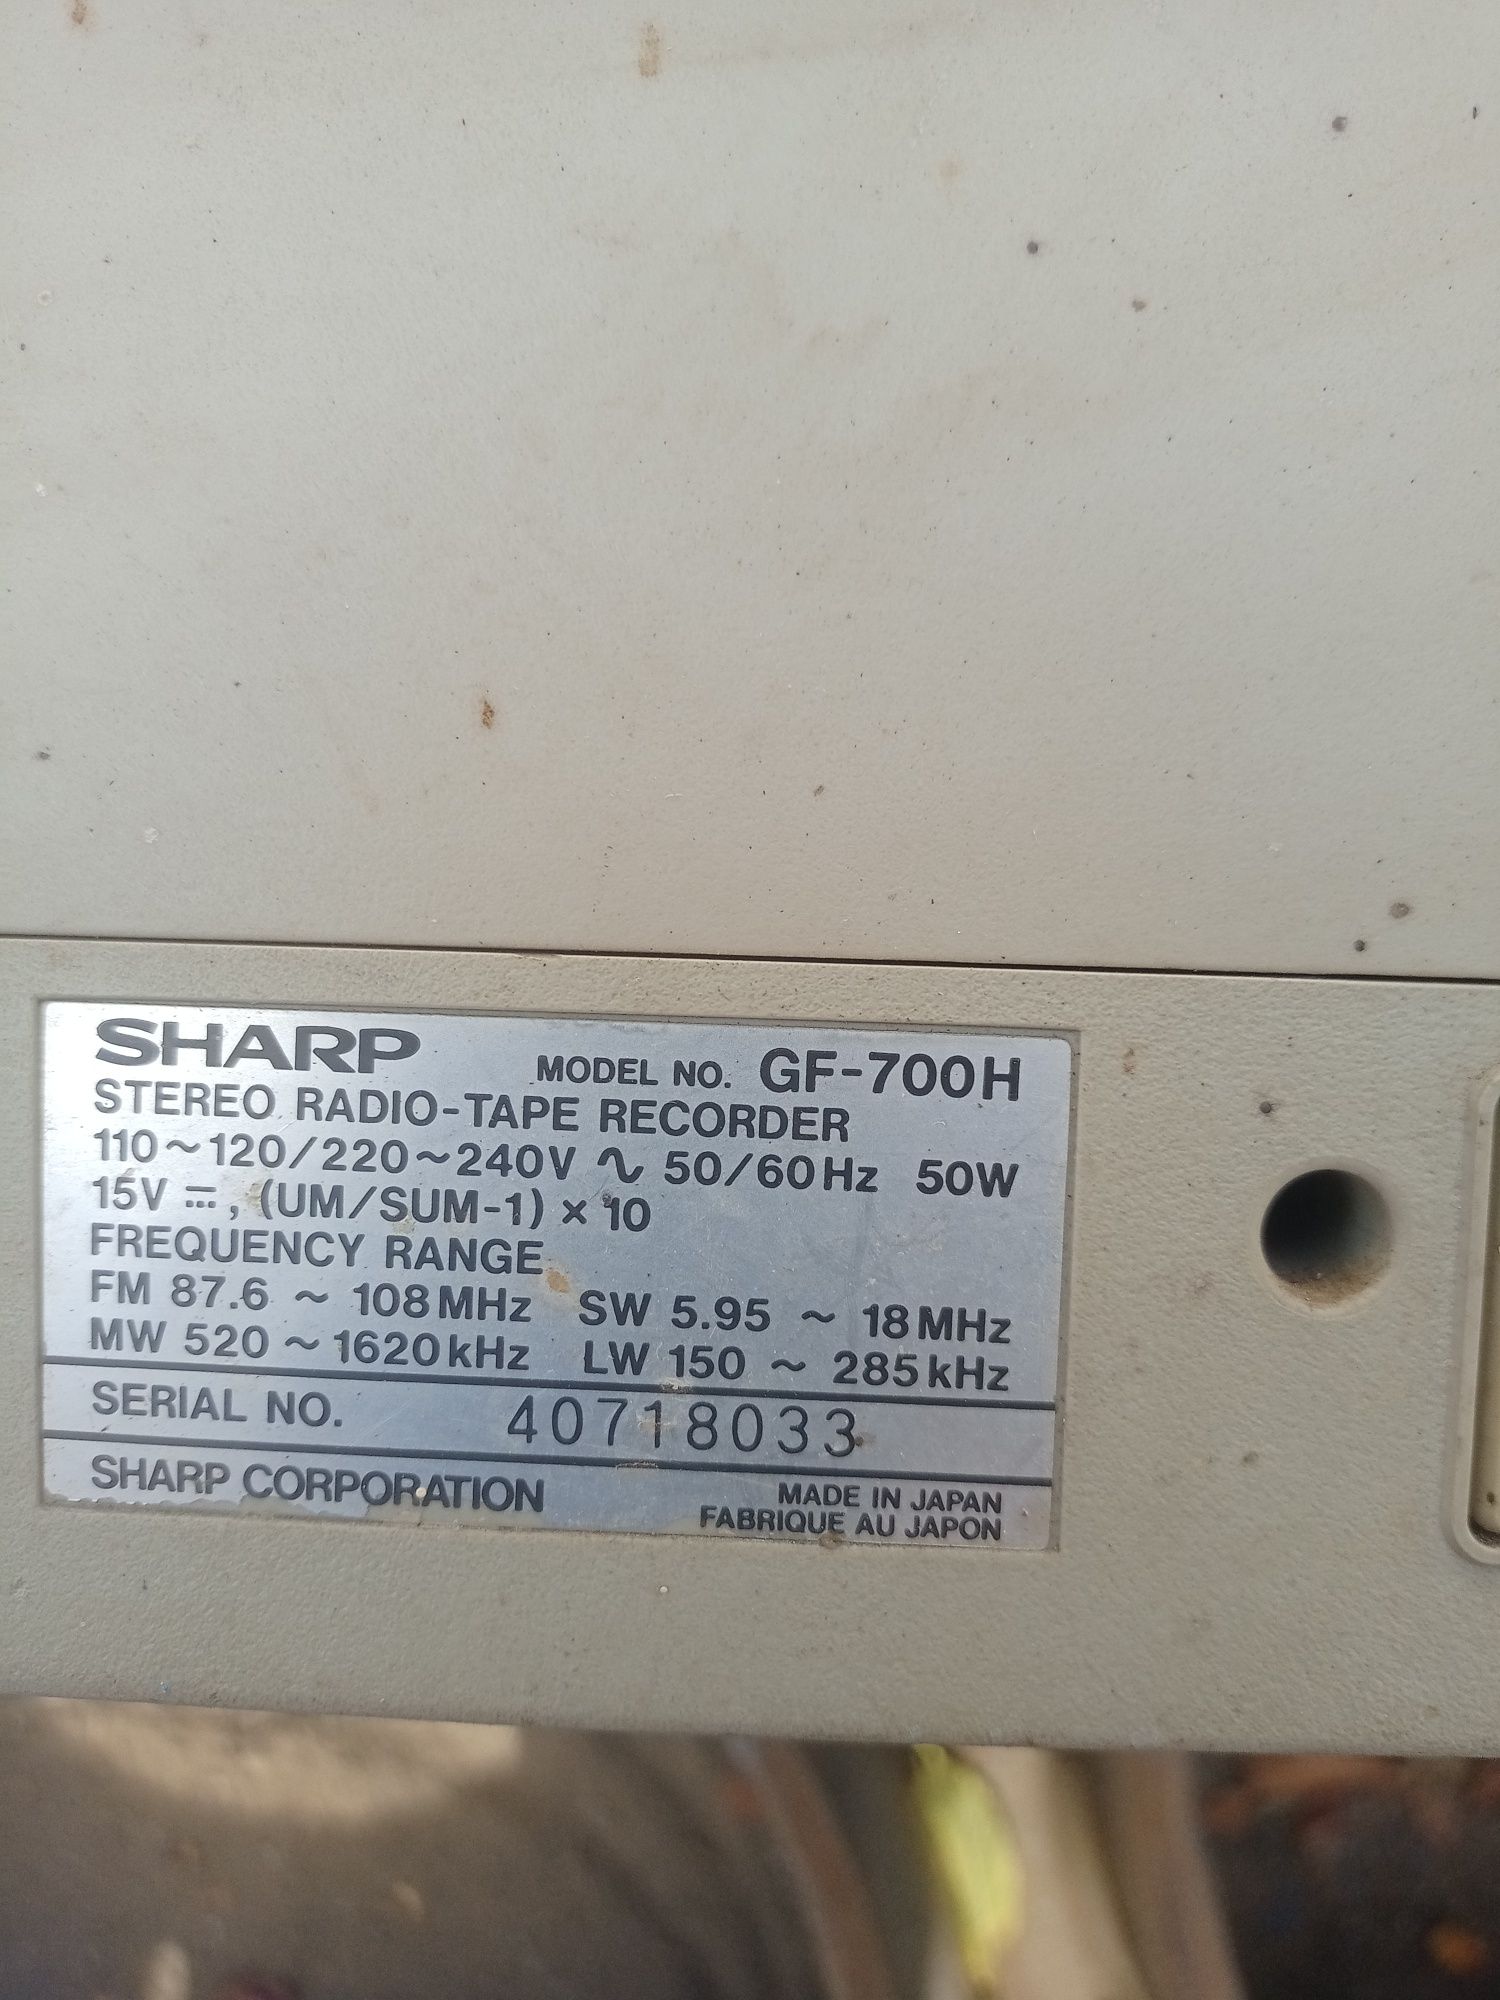 SHARP MODEL NO. GF-700H
STEREO RADIO-TAPE RECORDER
110~120/220~240V ∿ 50/60Hz 50W
15V ⎓, (UM/SUM-1) × 10
FREQUENCY RANGE
FM 87.6 ~ 108MHz SW 5.95 ~ 18MHz
MW 520 ~ 1620kHz LW 150 ~ 285kHz
SERIAL NO. 40718033
SHARP CORPORATION MADE IN JAPAN
FABRIQUE AU JAPON